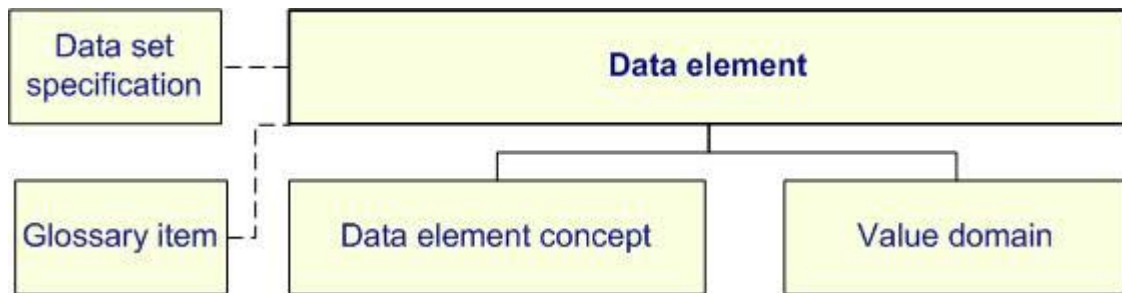 Data set
specification
Data element
Glossary item
Data element concept
Value domain